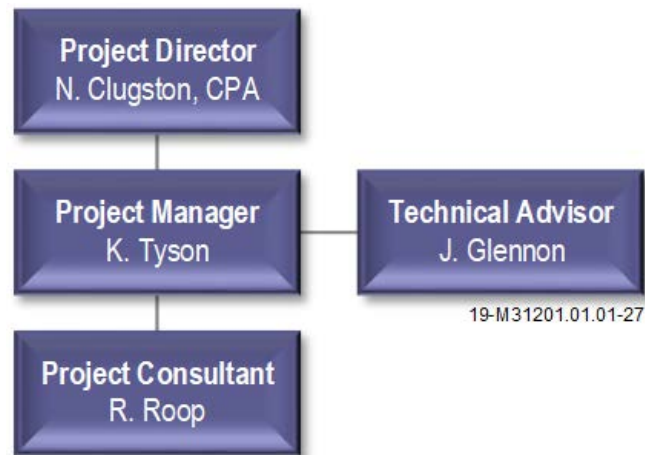 Project Director
N. Clugston, CPA
Project Manager
K. Tyson
Technical Advisor
J. Glennon
19-M31201.01.01-27
Project Consultant
R. Roop